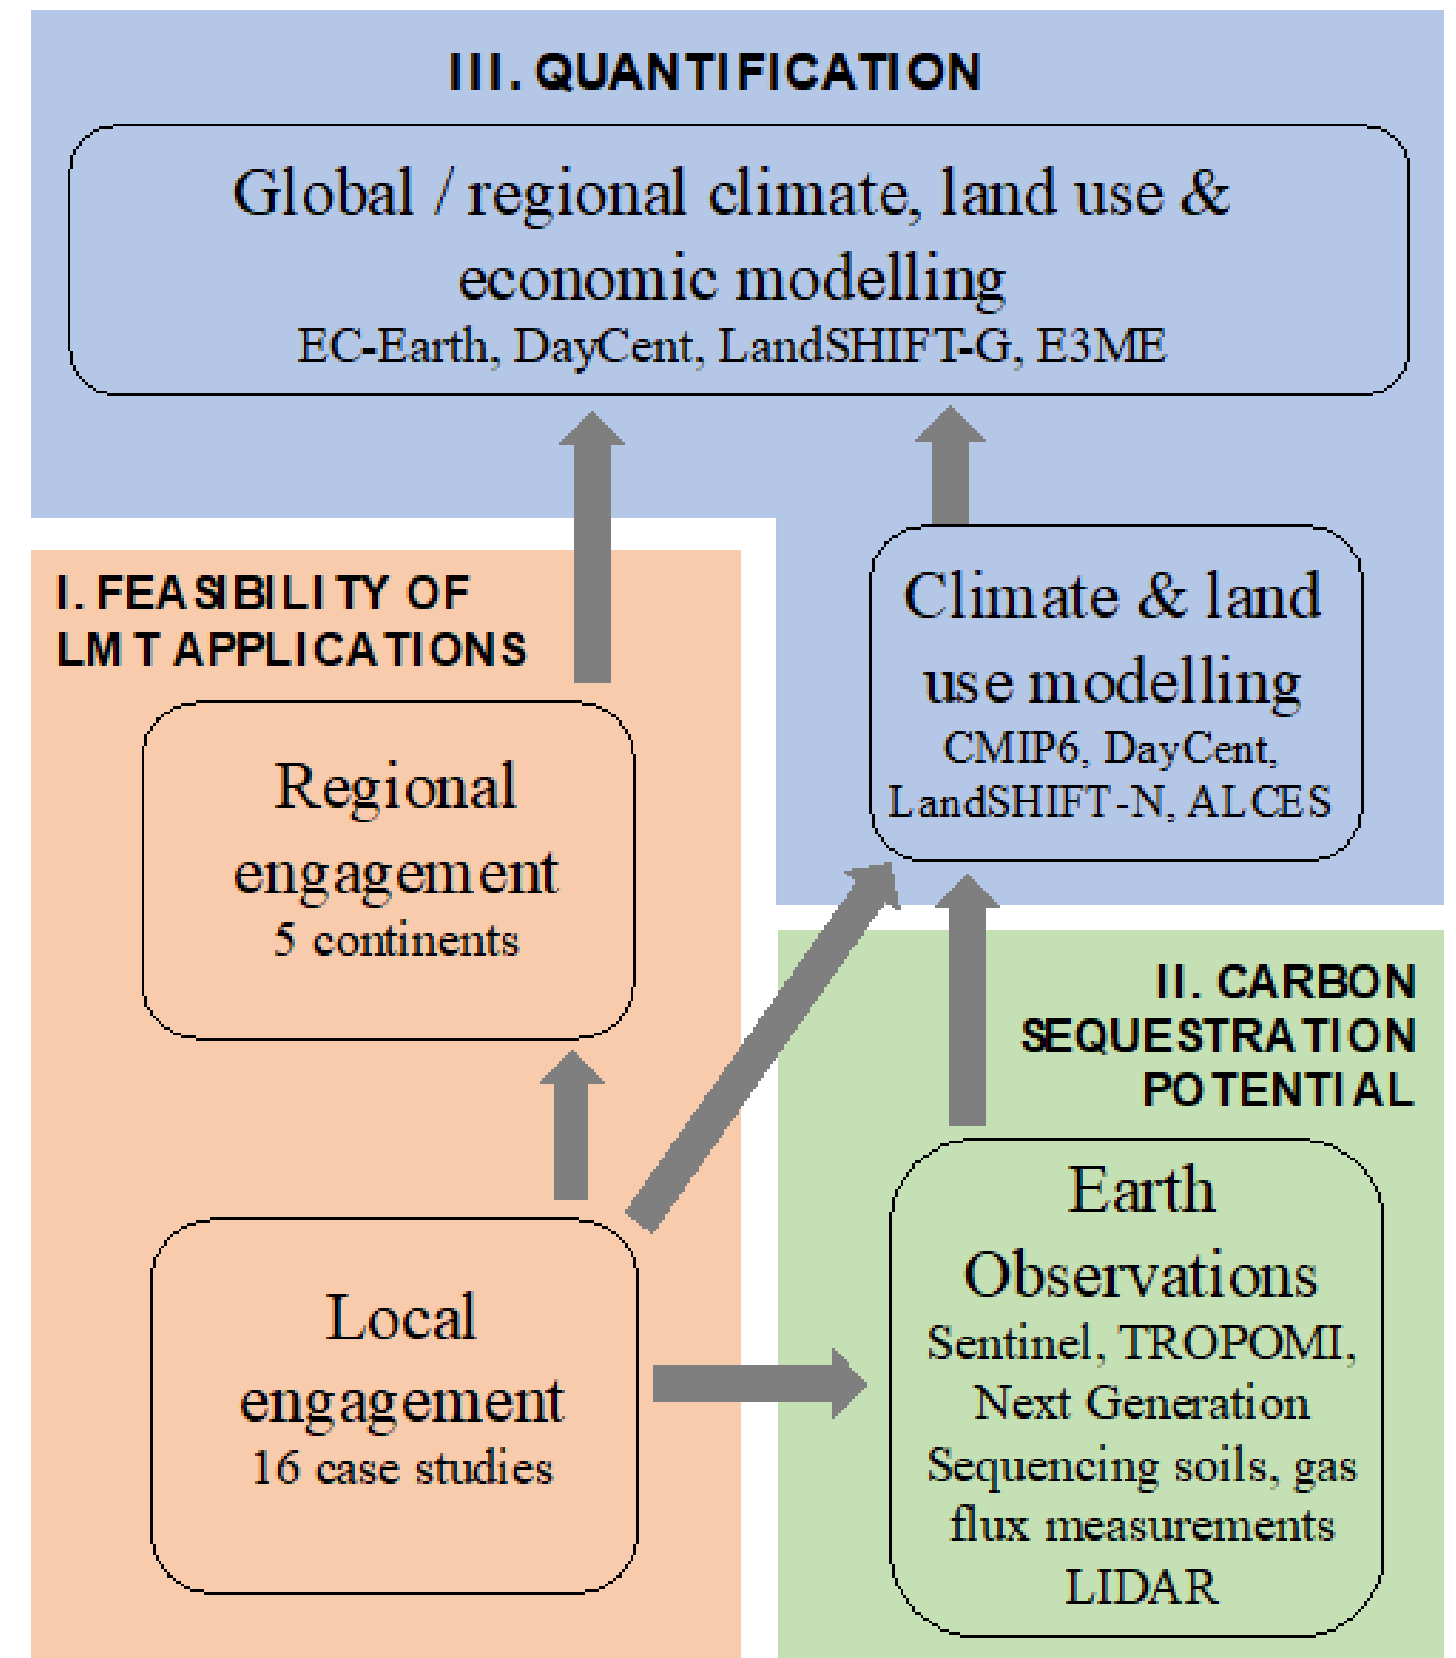 III. QUANTIFICATION
Global / regional climate, land use &
economic modelling
EC-Earth, DayCent, LandSHIFT-G, E3ME
I. FEASIBILITY OF
LMT APPLICATIONS
Regional
engagement
5 continents
Local
engagement
16 case studies
Climate & land
use modelling
CMIP6, DayCent,
LandSHIFT-N, ALCES
II. CARBON
SEQUESTRATION
POTENTIAL
Earth
Observations
Sentinel, TROPOMI,
Next Generation
Sequencing soils, gas
flux measurements
LIDAR